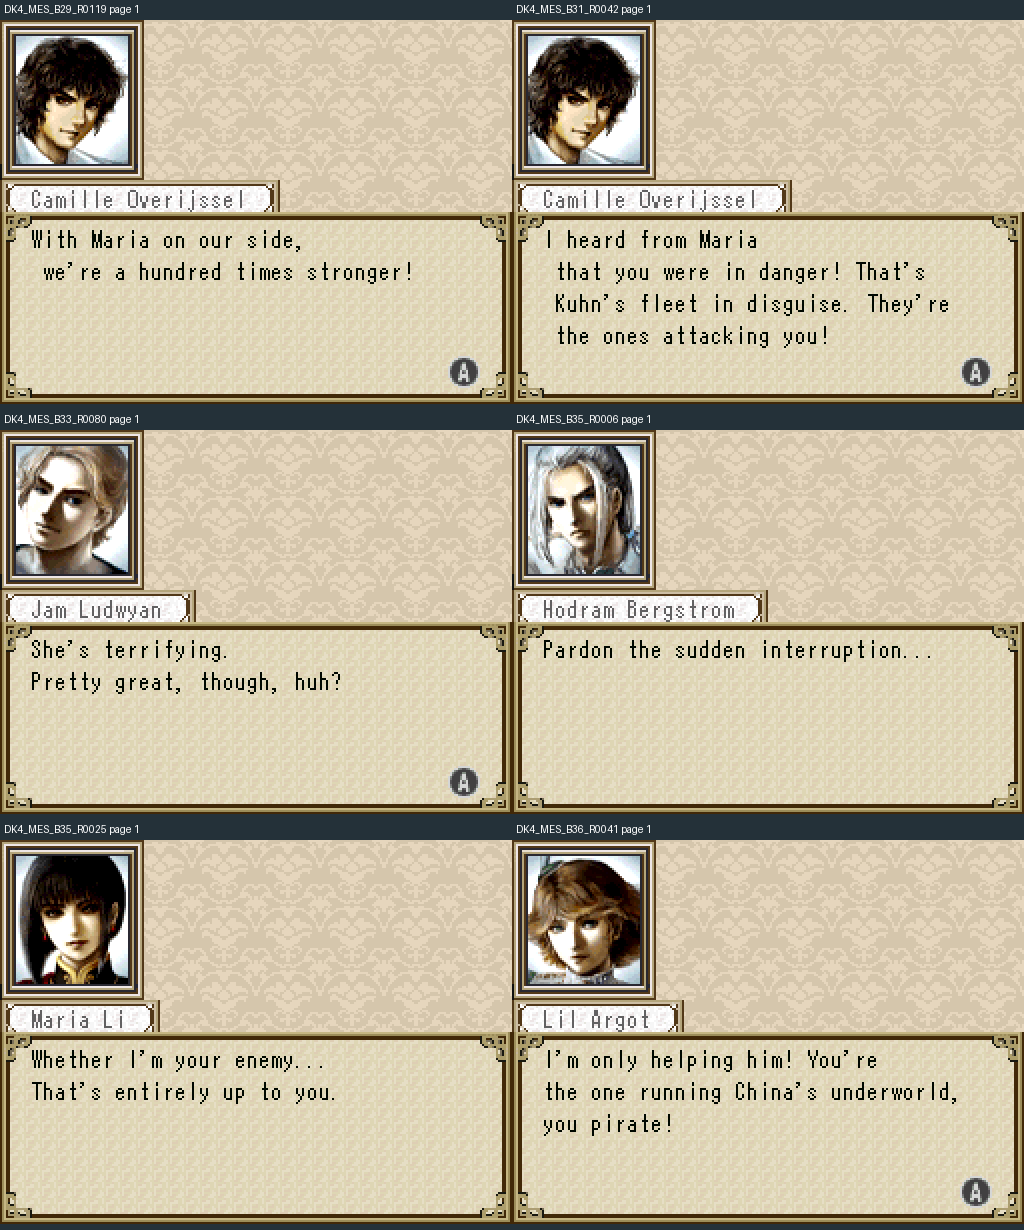 DK4_MES_B29_R0119 page 1
Camille Overijssel
With Maria on our side,
we're a hundred times stronger!
A
DK4_MES_B31_R0042 page 1
Camille Overijssel
I heard from Maria
that you were in danger! That's
Kuhn's fleet in disguise. They're
the ones attacking you!
A
DK4_MES_B33_R0080 page 1
Jam Ludwyan
She's terrifying.
Pretty great, though, huh?
A
DK4_MES_B35_R0006 page 1
Hodram Bergstrom
Pardon the sudden interruption...
DK4_MES_B35_R0025 page 1
Maria Li
Whether I'm your enemy...
That's entirely up to you.
DK4_MES_B36_R0041 page 1
Lil Argot
I'm only helping him! You're
the one running China's underworld,
you pirate!
A